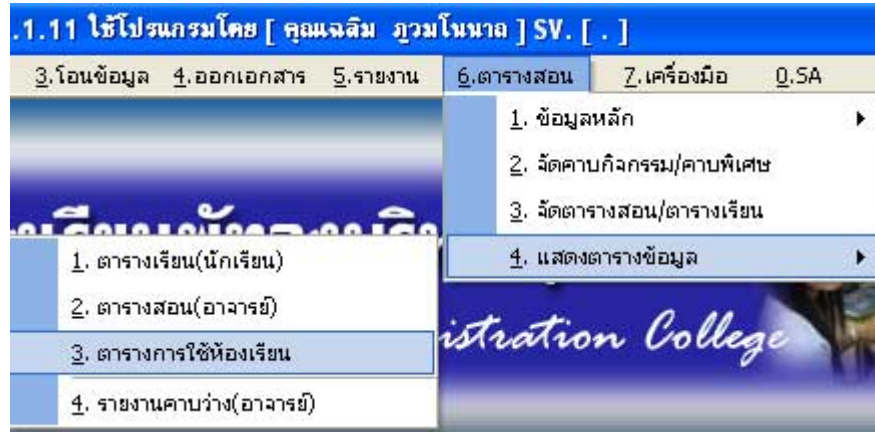 .1.11 ใช้โปรแกรมโดย [ คุณเฉลิม ภูวมโนนาถ ] SV. [ . ]
3.โอนข้อมูล 4.ออกเอกสาร 5.รายงาน 6.ตารางสอน 7.เครื่องมือ 0.SA
1. ข้อมูลหลัก
2. จัดคาบกิจกรรม/คาบพิเศษ
3. จัดตารางสอน/ตารางเรียน
4. แสดงตารางข้อมูล
1. ตารางเรียน(นักเรียน)
2. ตารางสอน(อาจารย์)
3. ตารางการใช้ห้องเรียน
4. รายงานคาบว่าง(อาจารย์)
istration College